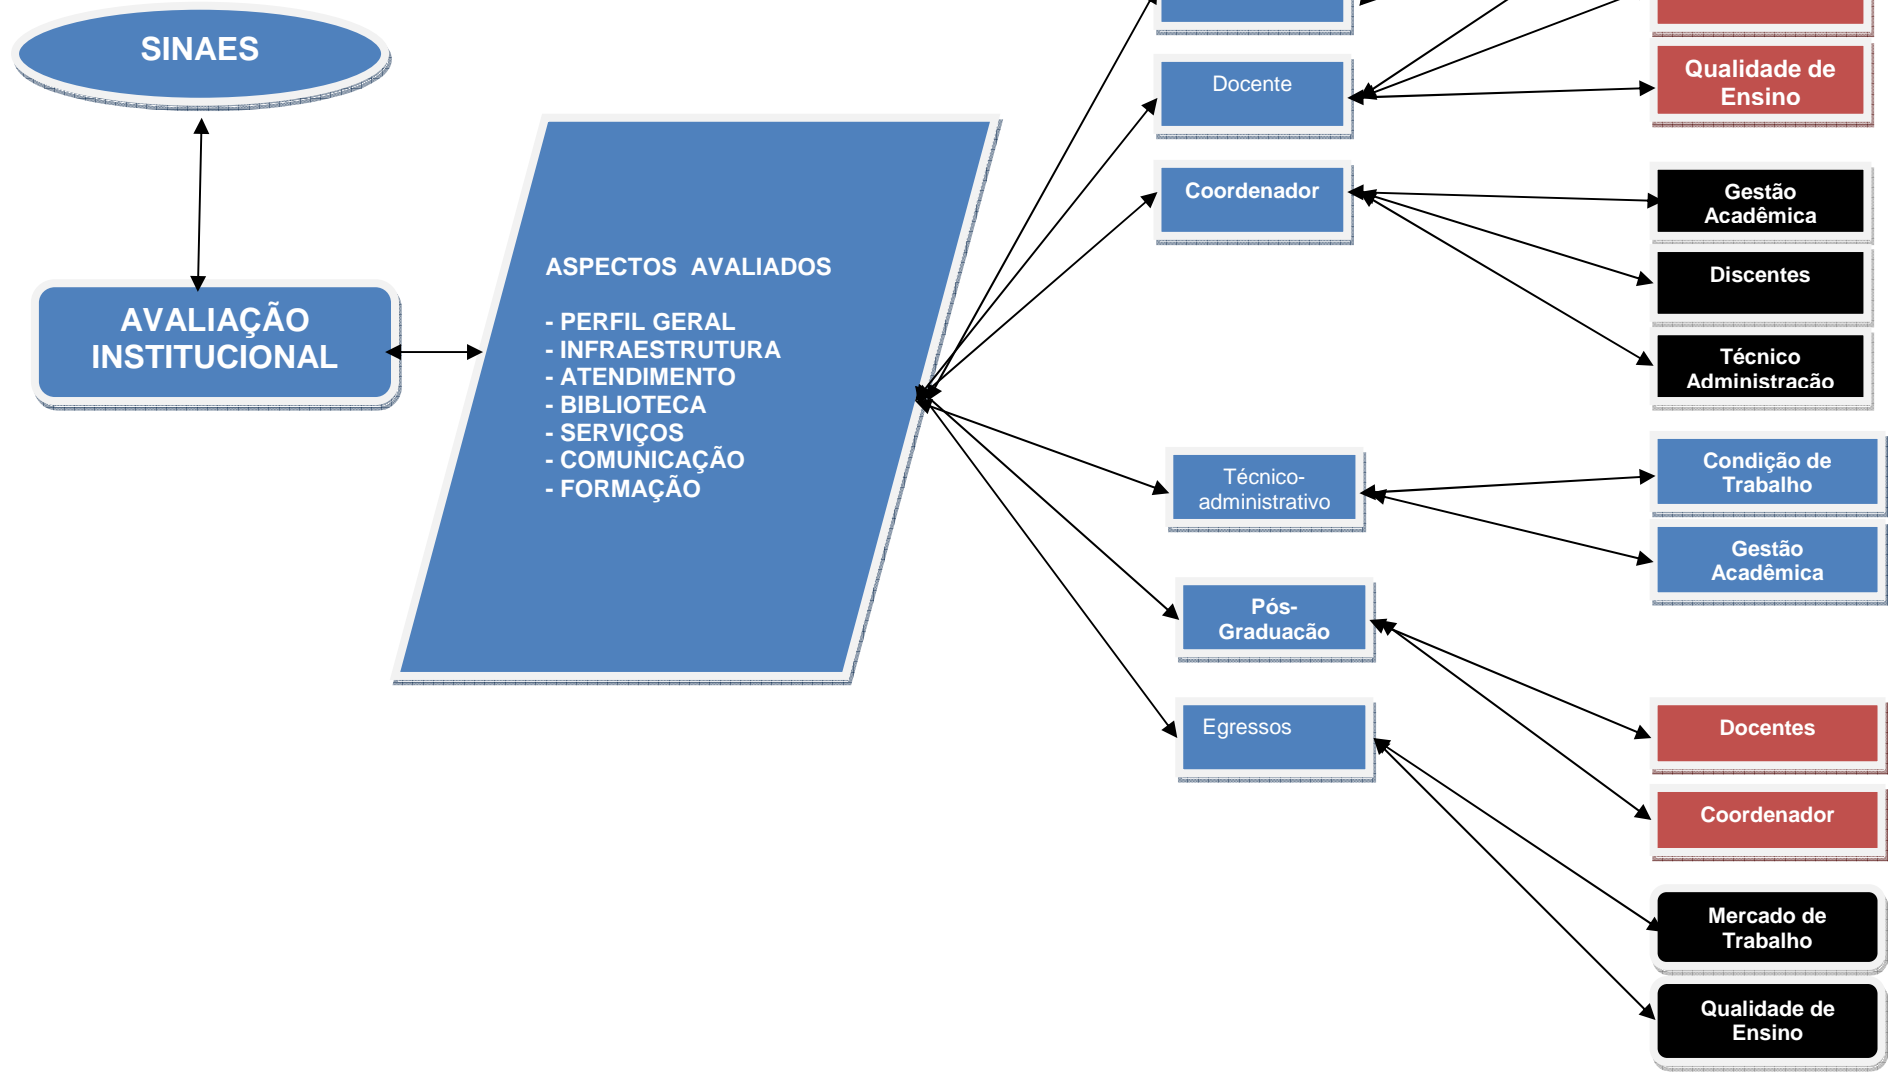 SINAES
AVALIAÇÃO
INSTITUCIONAL
ASPECTOS AVALIADOS
- PERFIL GERAL
- INFRAESTRUTURA
- ATENDIMENTO
- BIBLIOTECA
- SERVIÇOS
- COMUNICAÇÃO
- FORMAÇÃO
Docente
Coordenador
Técnico-
administrativo
Pós-
Graduação
Egressos
Qualidade de
Ensino
Gestão
Acadêmica
Discentes
Técnico
Administração
Condição de
Trabalho
Gestão
Acadêmica
Docentes
Coordenador
Mercado de
Trabalho
Qualidade de
Ensino